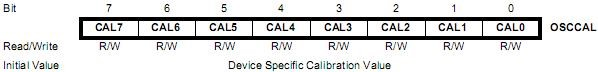 Bit 7 6 5 4 3 2 1 0
CAL7 CAL6 CAL5 CAL4 CAL3 CAL2 CAL1 CAL0 OSCCAL
Read/Write R/W R/W R/W R/W R/W R/W R/W R/W
Initial Value Device Specific Calibration Value